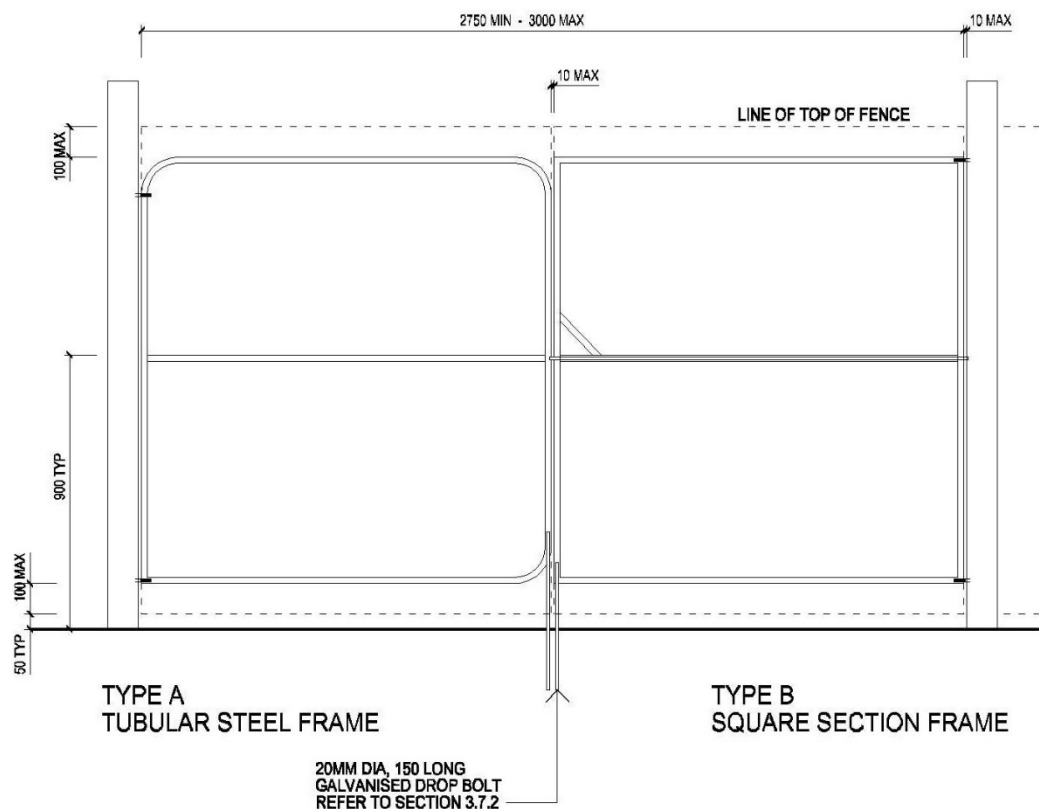 2750 MIN - 3000 MAX
10 MAX
10 MAX
LINE OF TOP OF FENCE
100 MAX
900 TYP
100 MAX
50 TYP
TYPE A
TUBULAR STEEL FRAME
TYPE B
SQUARE SECTION FRAME
20MM DIA, 150 LONG
GALVANISED DROP BOLT
REFER TO SECTION 3.7.2